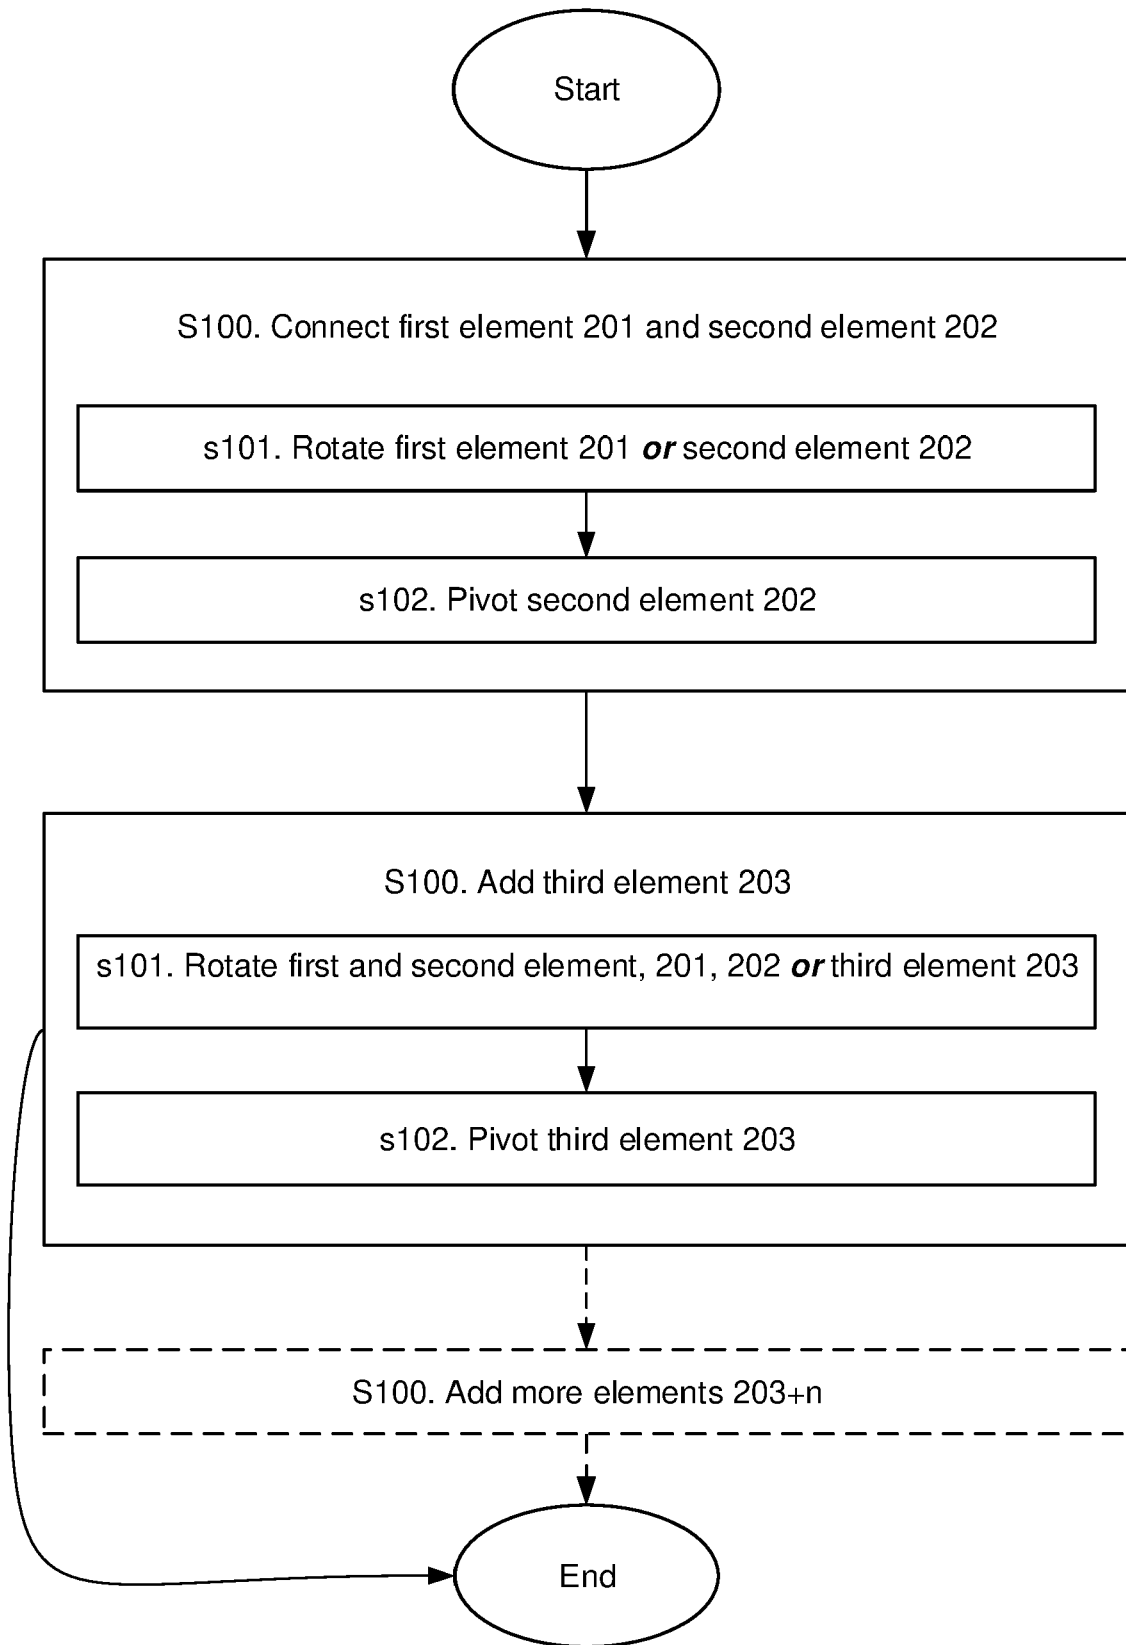 Start
S100. Connect first element 201 and second element 202
s101. Rotate first element 201 or second element 202
s102. Pivot second element 202
S100. Add third element 203
s101. Rotate first and second element, 201, 202 or third element 203
s102. Pivot third element 203
S100. Add more elements 203+n
End